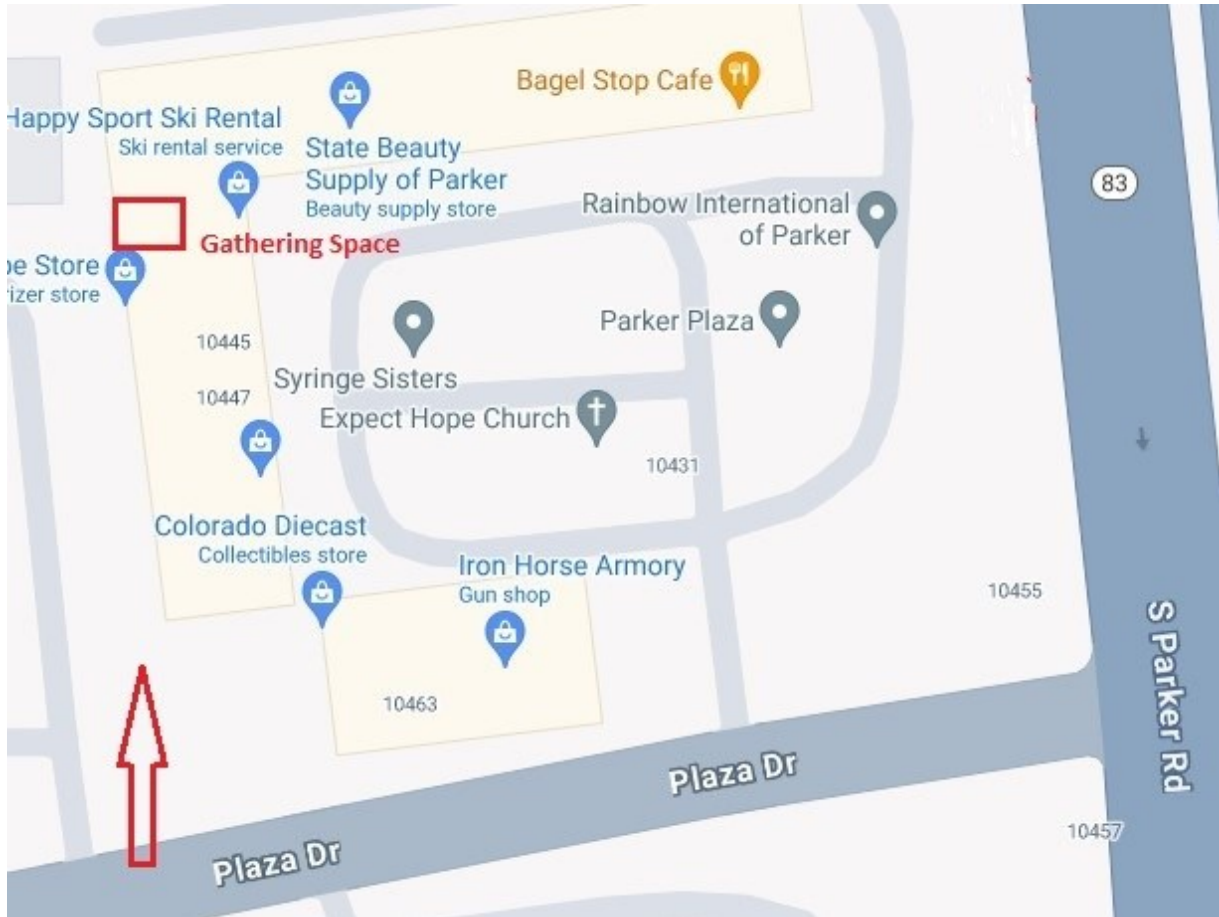 Bagel Stop Cafe
Happy Sport Ski Rental
Ski rental service
State Beauty
Supply of Parker
Beauty supply store
83
Rainbow International
of Parker
Gathering Space
oe Store
rizer store
Parker Plaza
10445
Syringe Sisters
10447
Expect Hope Church
10431
Colorado Diecast
Collectibles store
Iron Horse Armory
Gun shop
10455
S Parker Rd
10463
Plaza Dr
10457
Plaza Dr